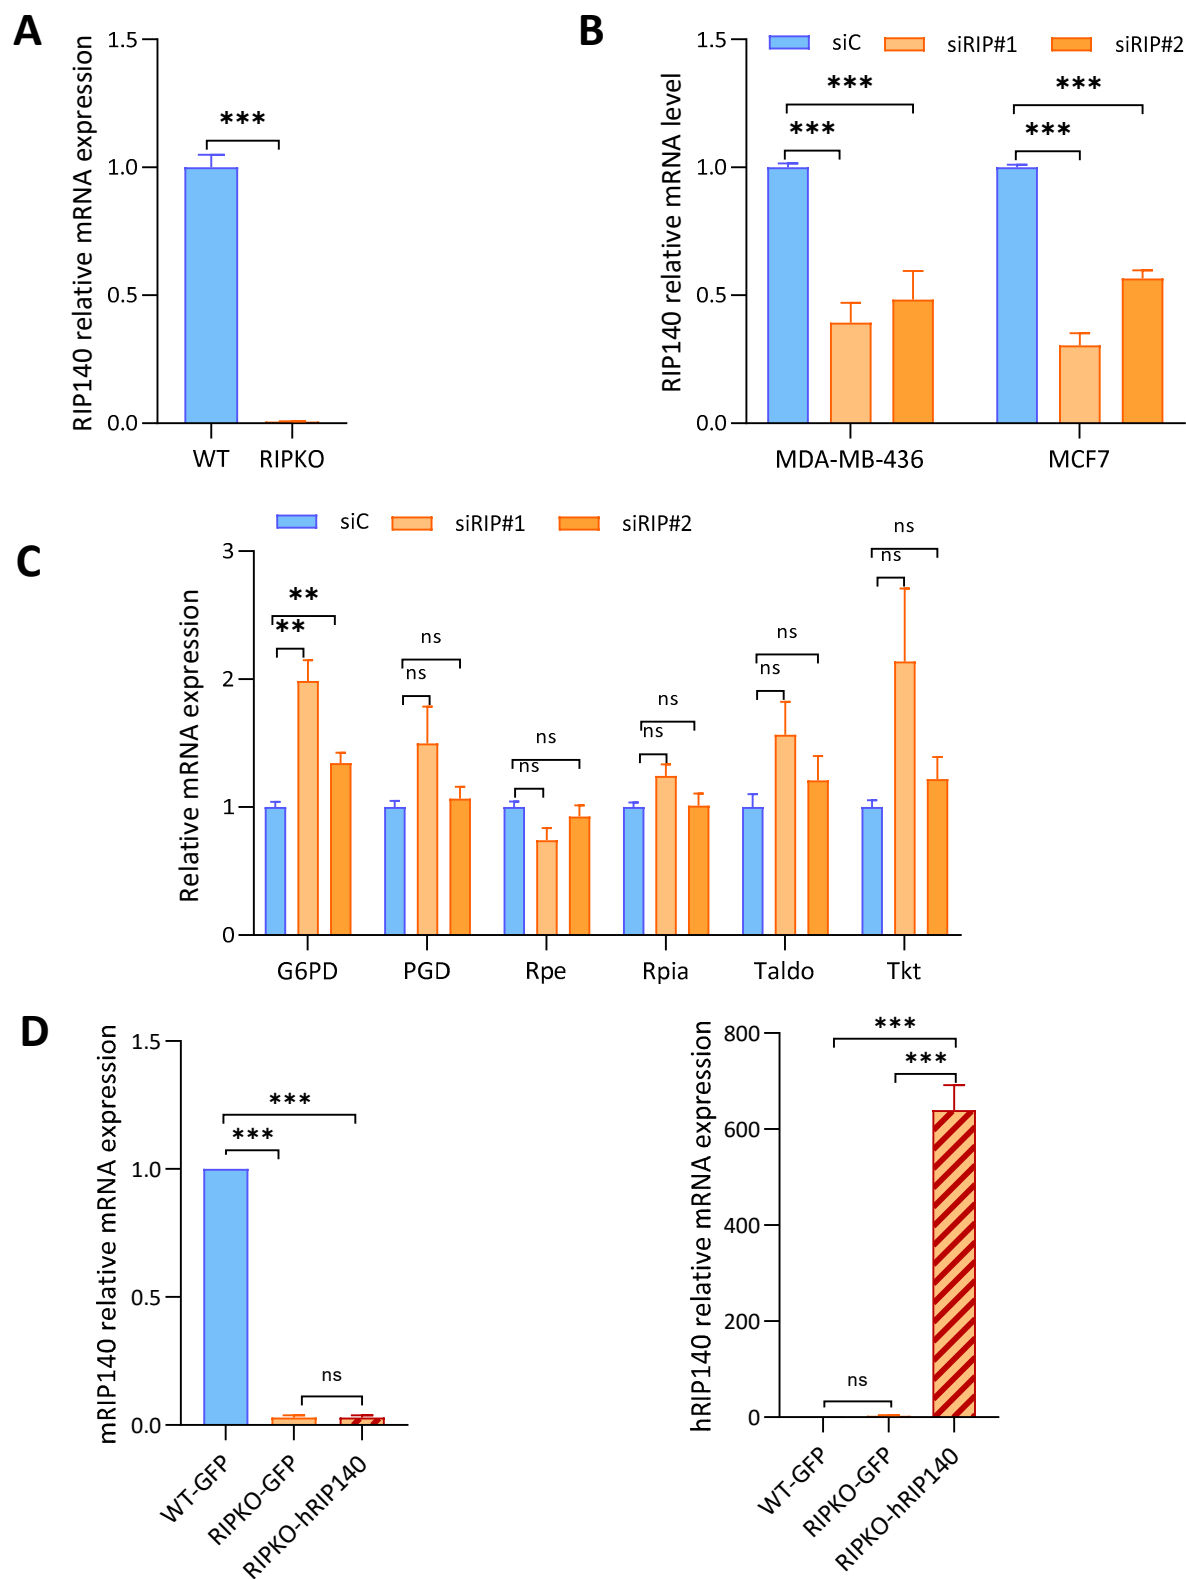 A
RIP140 relative mRNA expression
1.5
1.0
0.5
0.0
***
WT RIPKO
B
RIP140 relative mRNA level
1.5
1.0
0.5
0.0
siC siRIP#1 siRIP#2
*** ***
*** ***
MDA-MB-436 MCF7
C
siC siRIP#1 siRIP#2
Relative mRNA expression
3
2
1
0
**
**
ns
ns
ns
ns
ns
ns
ns
ns
ns
ns
G6PD PGD Rpe Rpia Taldo Tkt
D
mRIP140 relative mRNA expression
1.5
1.0
0.5
0.0
***
***
ns
WT-GFP
RIPKO-GFP
RIPKO-hRIP140
hRIP140 relative mRNA expression
800
600
400
200
0
***
***
ns
WT-GFP
RIPKO-GFP
RIPKO-hRIP140